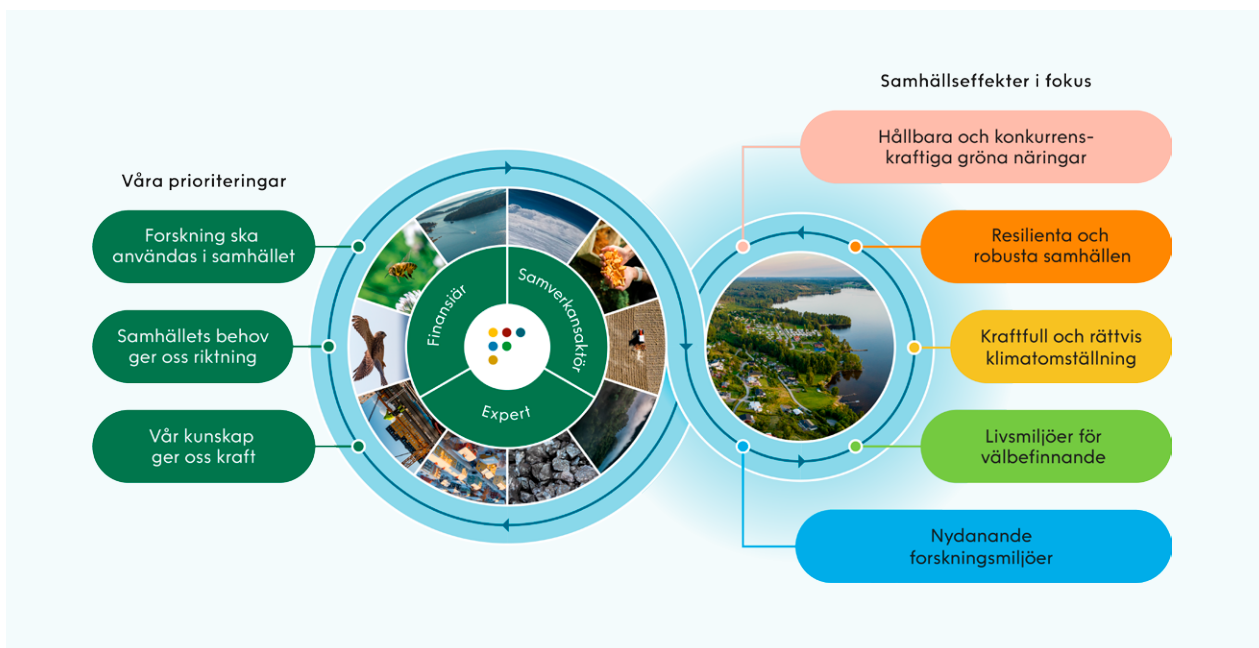 Våra prioriteringar
Forskning ska
användas i samhället
Samhällets behov
ger oss riktning
Vår kunskap
ger oss kraft
Finansiär
Samverkansaktör
Expert
Samhällseffekter i fokus
Hållbara och konkurrens-
kraftiga gröna näringar
Resilienta och
robusta samhällen
Kraftfull och rättvis
klimatomställning
Livsmiljöer för
välbefinnande
Nydanande
forskningsmiljöer